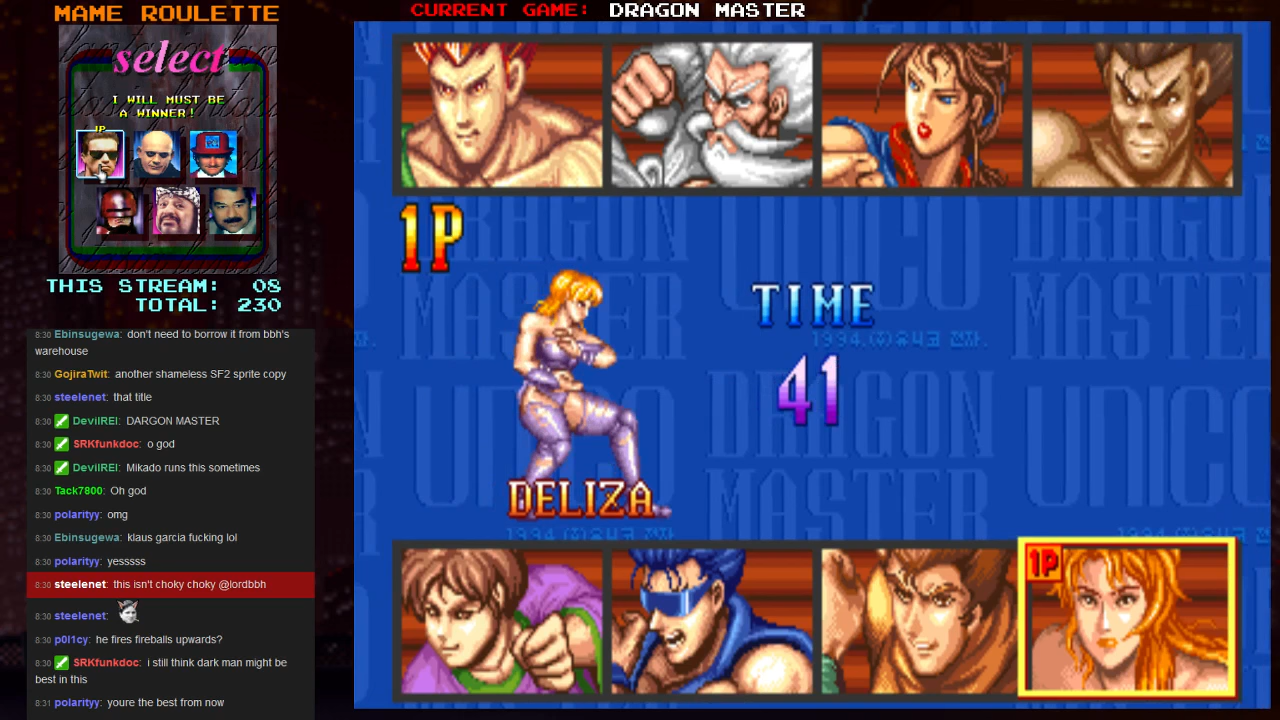 MAME ROULETTE
CURRENT GAME: DRAGON MASTER
select
I WILL MUST BE
A WINNER!
1P
THIS STREAM: 08
TOTAL: 230
8:30 Ebinsugewa: don't need to borrow it from bbh's
warehouse
8:30 GojiraTwit: another shameless SF2 sprite copy
8:30 steelenet: that title
8:30 DevilREI: DARGON MASTER
8:30 SRKfunkdoc: o god
8:30 DevilREI: Mikado runs this sometimes
8:30 Tack7800: Oh god
8:30 polarityy: omg
8:30 Ebinsugewa: klaus garcia fucking lol
8:30 polarityy: yesssss
8:30 steelenet: this isn't choky choky @lordbbh
8:30 steelenet:
8:30 p0l1cy: he fires fireballs upwards?
8:30 SRKfunkdoc: i still think dark man might be
best in this
8:31 polarityy: youre the best from now
1P
TIME
41
DELIZA
1P
DRAGON
MASTER
UNICO
DRAGON
MASTER
UNICO